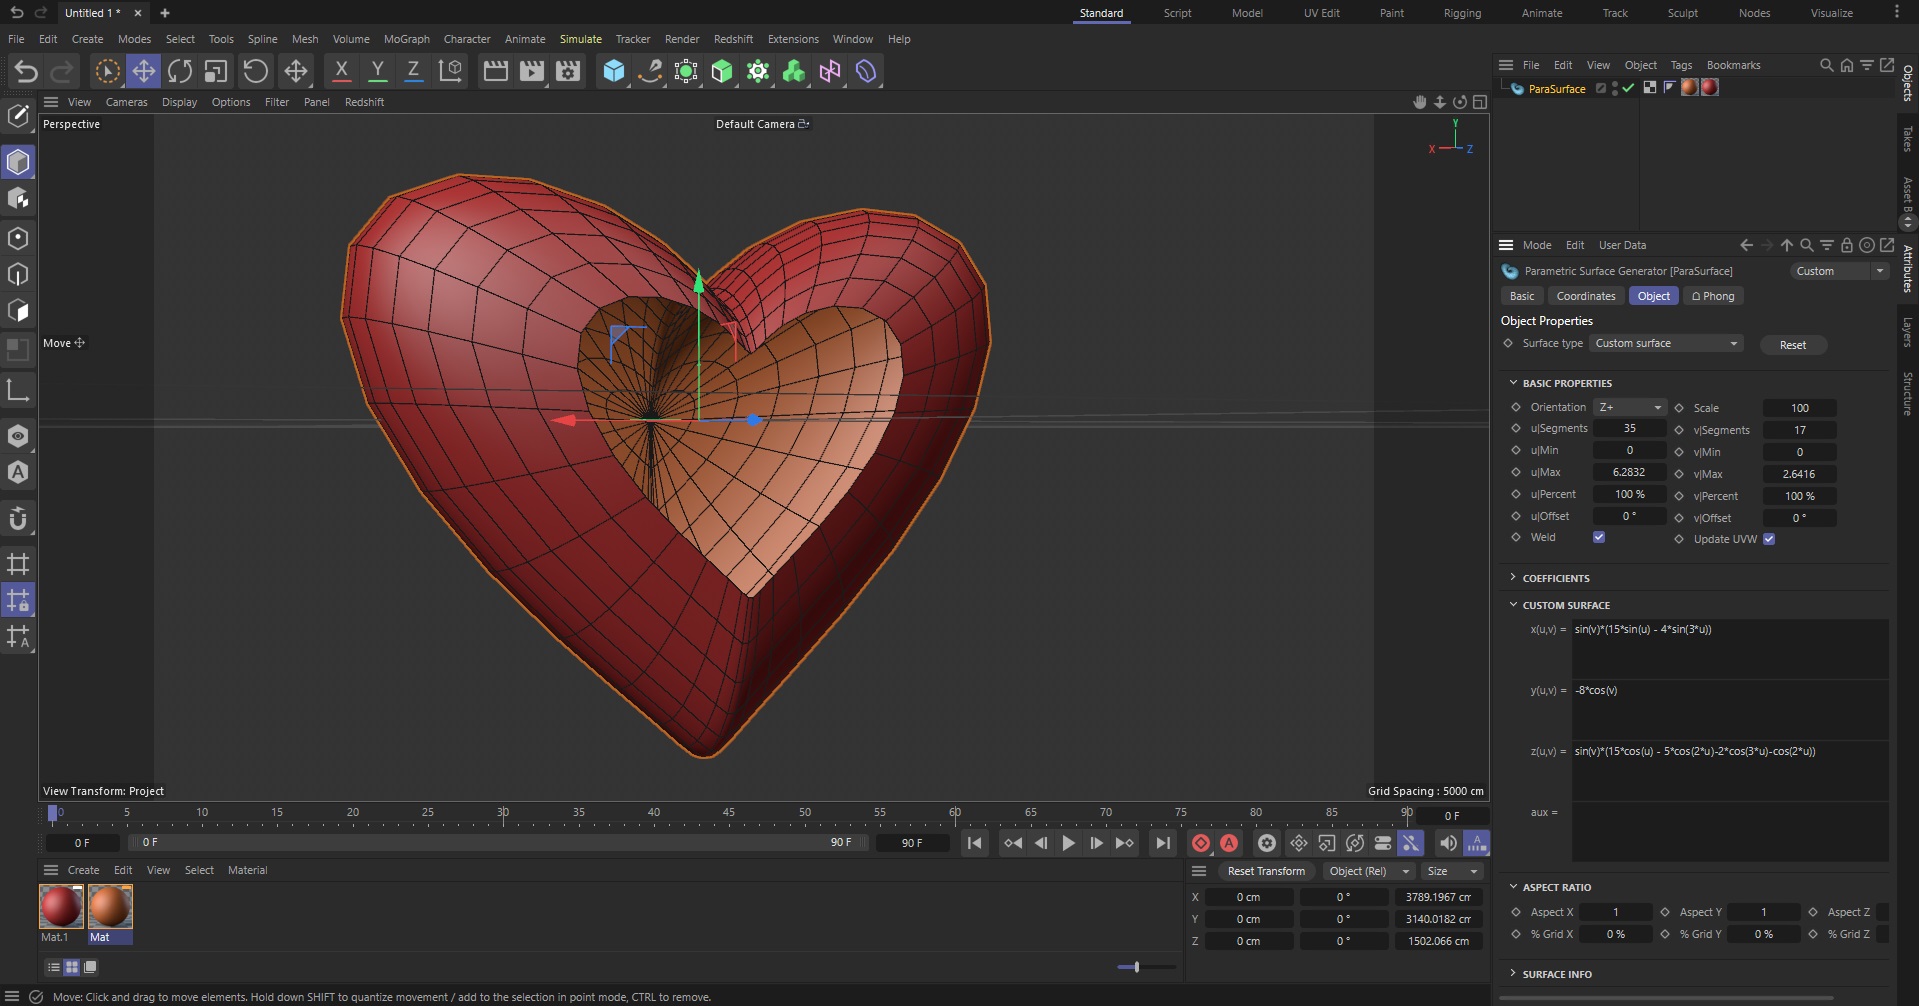 Untitled 1 *
Standard
Script
Model
UV Edit
Paint
Rigging
Animate
Track
Sculpt
Nodes
Visualize
File Edit Create Modes Select Tools Spline Mesh Volume MoGraph Character Animate Simulate Tracker Render Redshift Extensions Window Help
X Y Z
File Edit View Object Tags Bookmarks
ParaSurface
Objects
Takes
Asset B
Attributes
Layers
Structure
View Cameras Display Options Filter Panel Redshift
Perspective
Default Camera
Y
X
Z
Move
View Transform: Project
Grid Spacing : 5000 cm
Mode Edit User Data
Parametric Surface Generator [ParaSurface]
Custom
Basic Coordinates Object Phong
Object Properties
Surface type Custom surface Reset
BASIC PROPERTIES
Orientation Z+ Scale 100
u|Segments 35 v|Segments 17
u|Min 0 v|Min 0
u|Max 6.2832 v|Max 2.6416
u|Percent 100 % v|Percent 100 %
u|Offset 0 ° v|Offset 0 °
Weld Update UVW
COEFFICIENTS
CUSTOM SURFACE
x(u,v) = sin(v)*(15*sin(u) - 4*sin(3*u))
y(u,v) = -8*cos(v)
z(u,v) = sin(v)*(15*cos(u) - 5*cos(2*u)-2*cos(3*u)-cos(2*u))
aux =
ASPECT RATIO
Aspect X 1 Aspect Y 1 Aspect Z
% Grid X 0 % % Grid Y 0 % % Grid Z
SURFACE INFO
0 5 10 15 20 25 30 35 40 45 50 55 60 65 70 75 80 85 90 0 F
0 F 0 F 90 F 90 F
A
A
Create Edit View Select Material
Mat.1
Mat
Reset Transform Object (Rel) Size
X 0 cm 0 ° 3789.1967 cm
Y 0 cm 0 ° 3140.0182 cm
Z 0 cm 0 ° 1502.066 cm
Move: Click and drag to move elements. Hold down SHIFT to quantize movement / add to the selection in point mode, CTRL to remove.